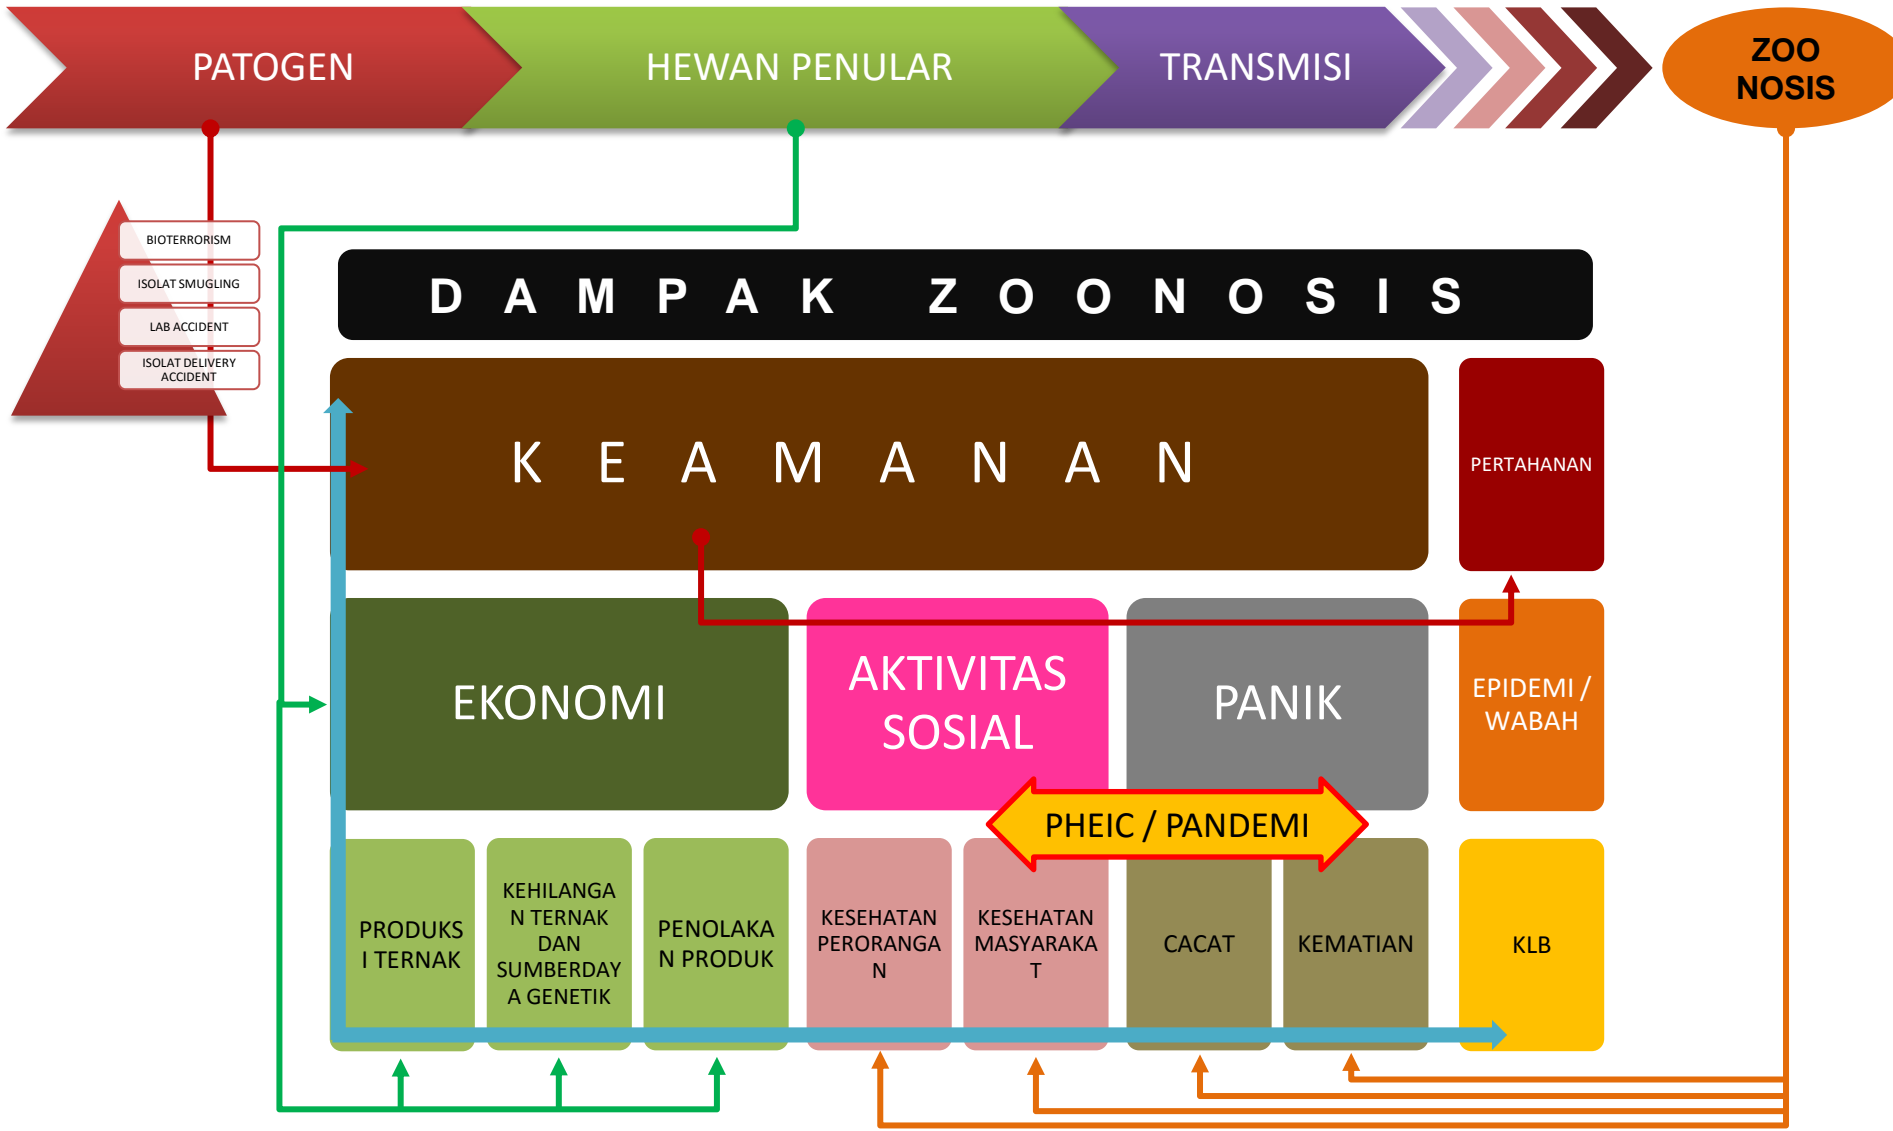 PATOGEN
HEWAN PENULAR
TRANSMISI
ZOO
NOSIS
BIOTERRORISM
ISOLAT SMUGLING
LAB ACCIDENT
ISOLAT DELIVERY
ACCIDENT
D A M P A K Z O O N O S I S
K E A M A N A N
PERTAHANAN
EKONOMI
AKTIVITAS
SOSIAL
PANIK
EPIDEMI /
WABAH
PHEIC / PANDEMI
PRODUKS
I TERNAK
KEHILANGA
N TERNAK
DAN
SUMBERDAY
A GENETIK
PENOLAKA
N PRODUK
KESEHATAN
PERORANGA
N
KESEHATAN
MASYARAKA
T
CACAT
KEMATIAN
KLB